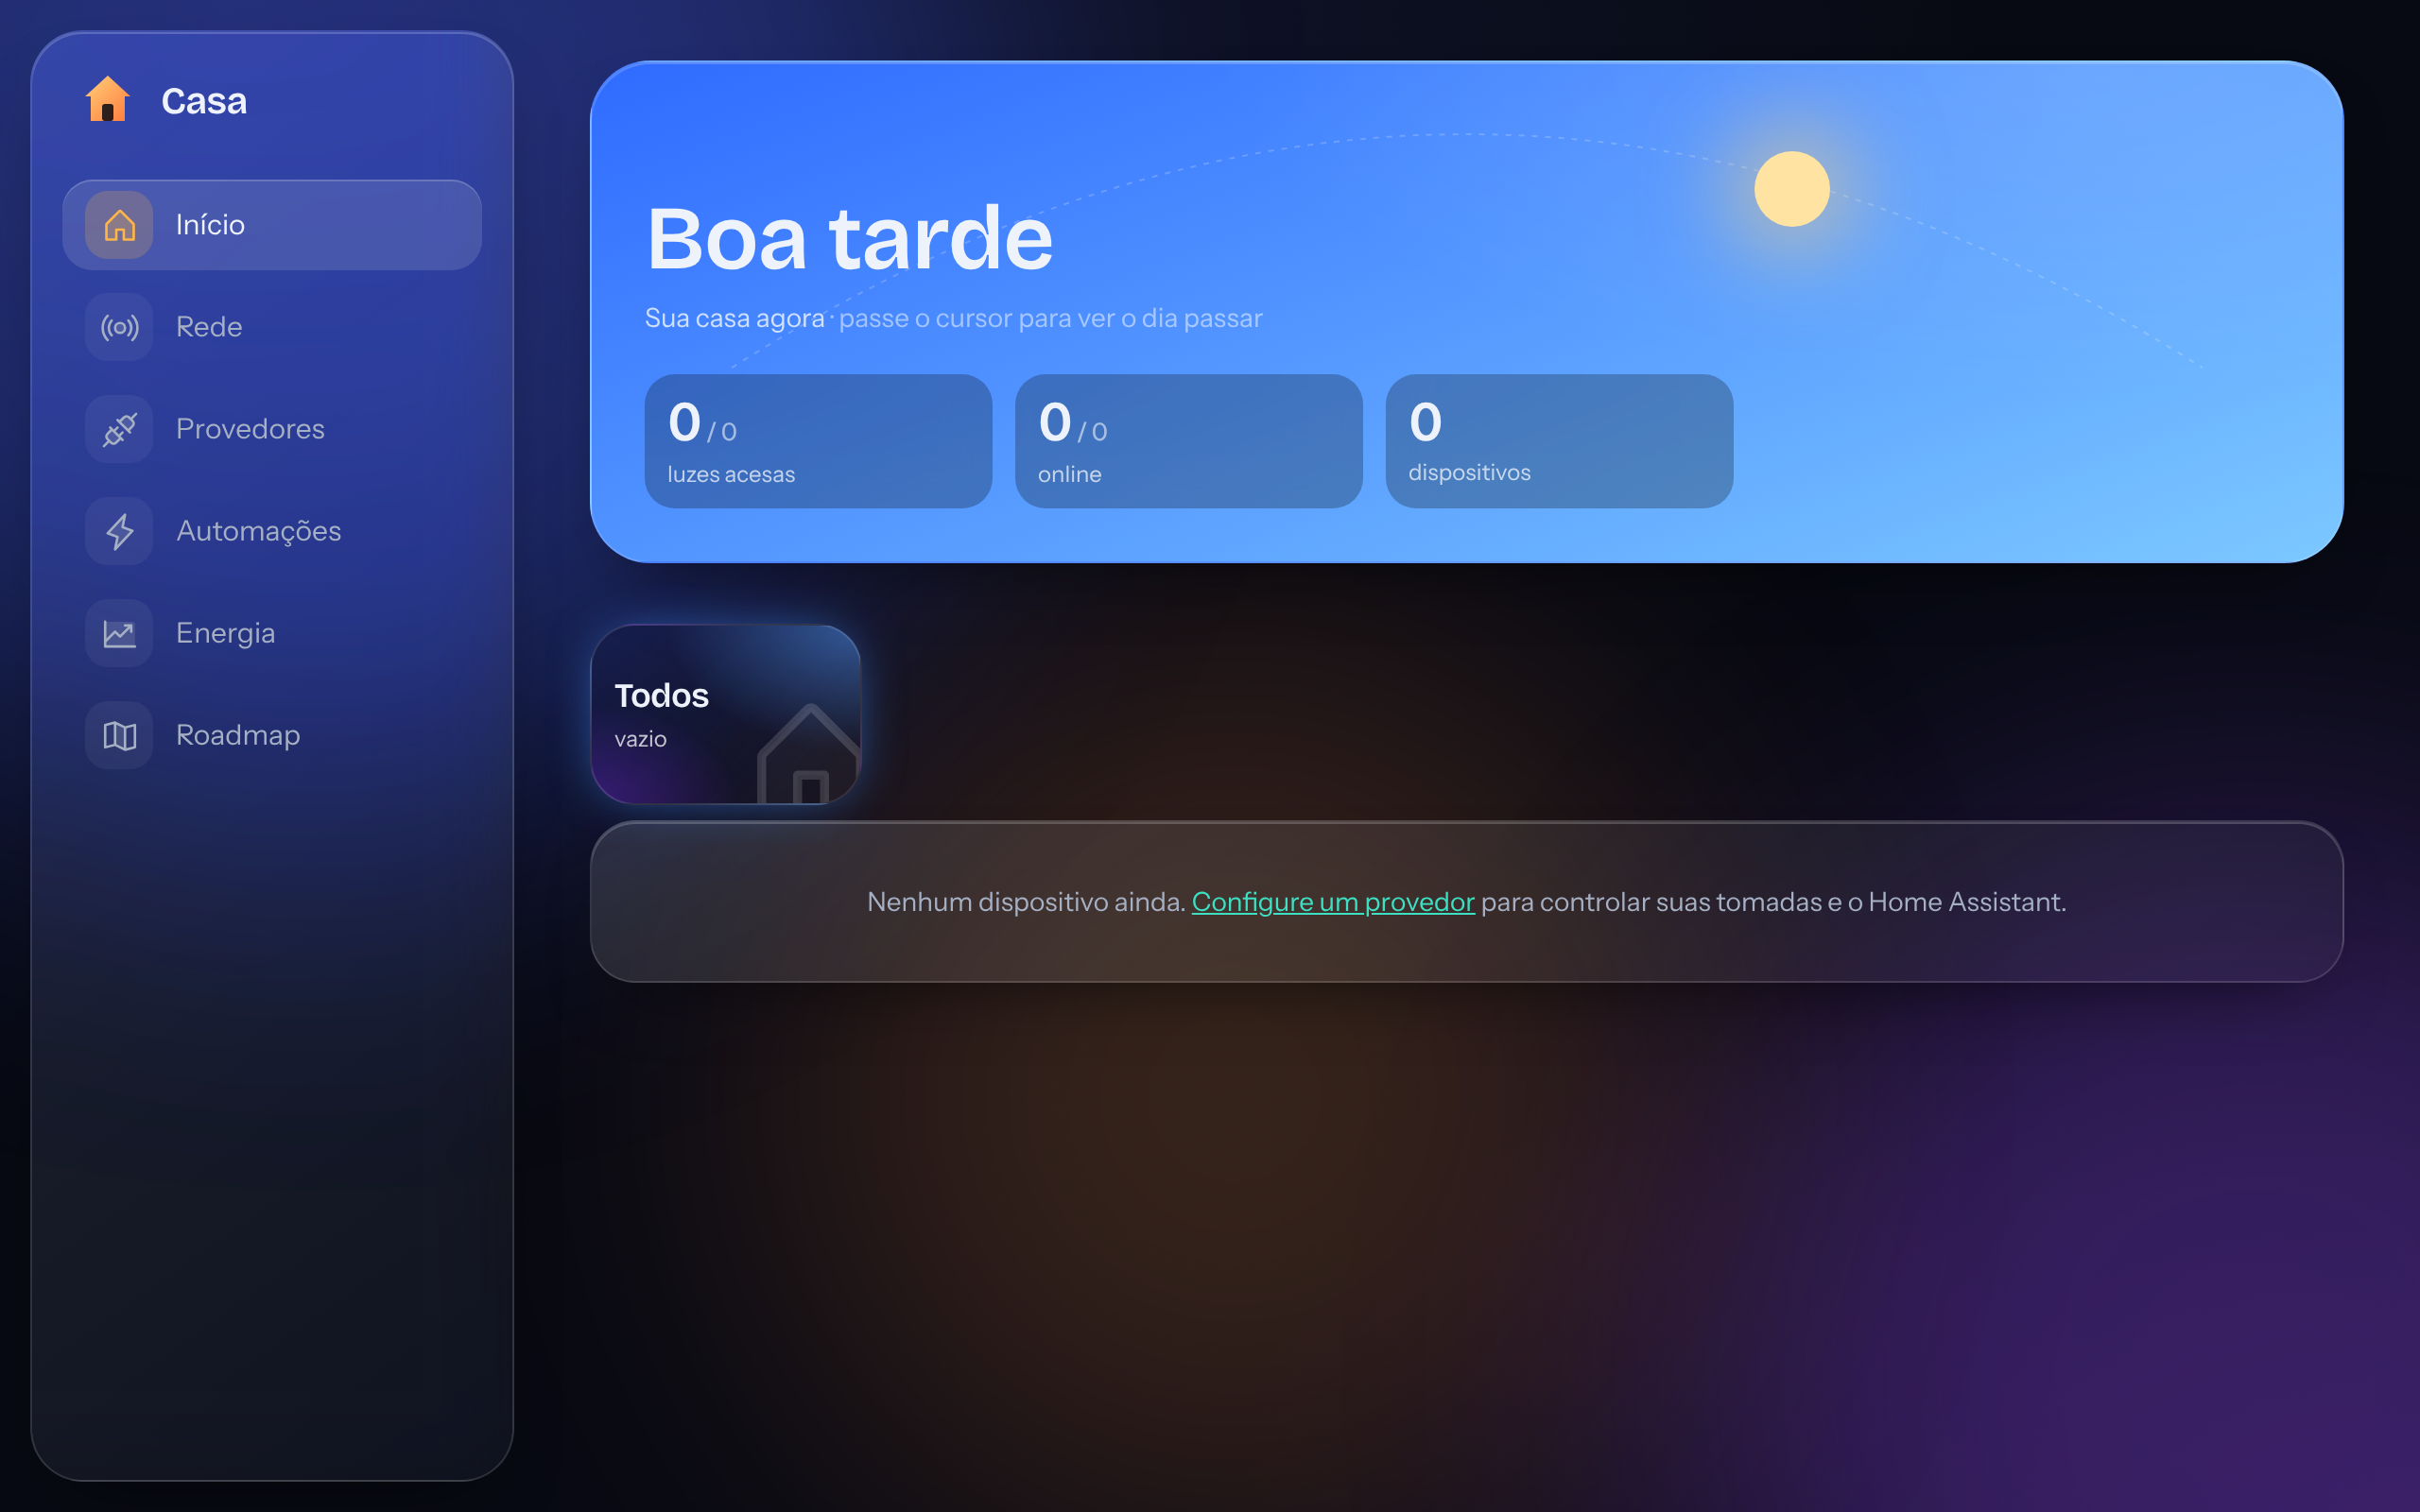 Casa
Início
Rede
Provedores
Automações
Energia
Roadmap
Boa tarde
Sua casa agora · passe o cursor para ver o dia passar
0 / 0
luzes acesas
0 / 0
online
0
dispositivos
Todos
vazio
Nenhum dispositivo ainda. Configure um provedor para controlar suas tomadas e o Home Assistant.